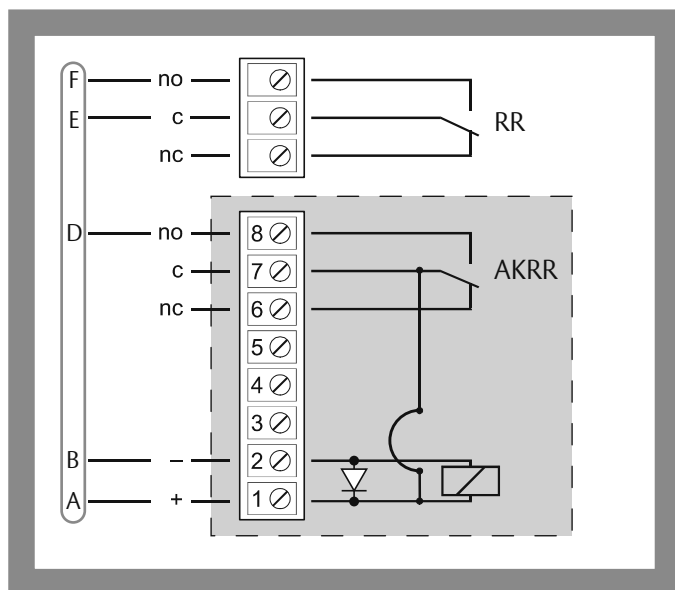 F no
E c RR
nc
D no 8
c 7 AKRR
nc 6
5
4
3
B – 2
A + 1